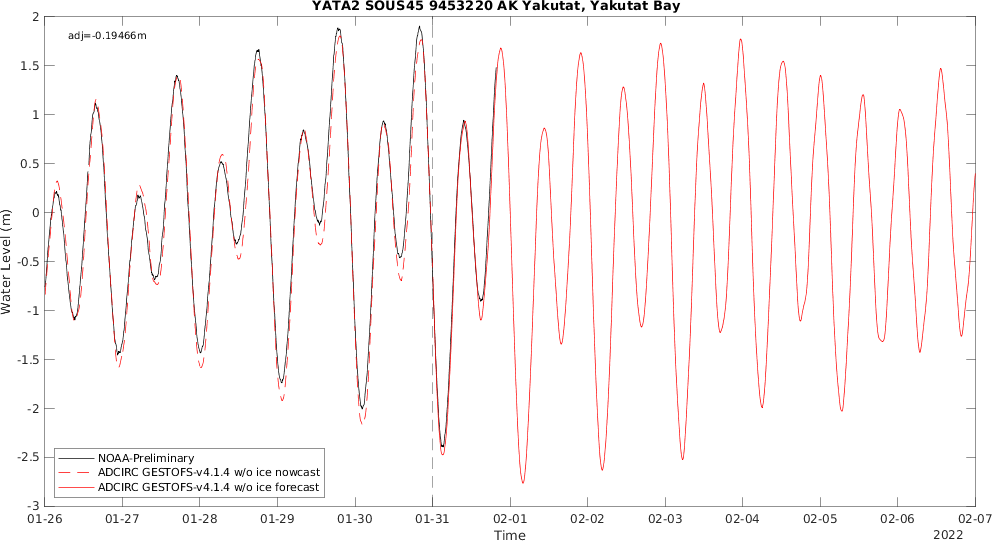 YATA2 SOUS45 9453220 AK Yakutat, Yakutat Bay
adj=-0.19466m
2
1.5
1
0.5
0
-0.5
-1
-1.5
-2
-2.5
-3
Water Level (m)
NOAA-Preliminary
ADCIRC GESTOFS-v4.1.4 w/o ice nowcast
ADCIRC GESTOFS-v4.1.4 w/o ice forecast
01-26 01-27 01-28 01-29 01-30 01-31 02-01 02-02 02-03 02-04 02-05 02-06 02-07
Time
2022